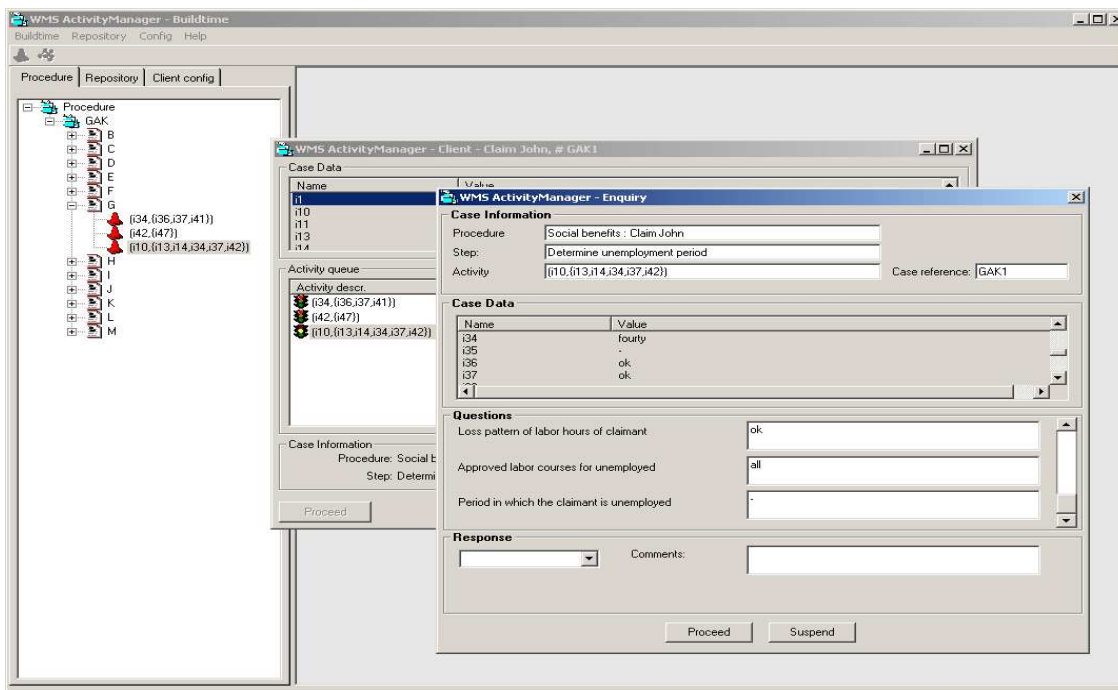 WMS ActivityManager - Buildtime
Buildtime Repository Config Help
Procedure Repository Client config
Procedure
GAK
B
C
D
E
F
G
(i34,{i36,i37,i41})
(i42,{i47})
(i10,{i13,i14,i34,i37,i42})
H
I
J
K
L
M
WMS ActivityManager - Client - Claim John, # GAK1
Case Data
Name Value
i1
i10
i11
i13
i14
Activity queue
Activity descr.
(i34,{i36,i37,i41})
(i42,{i47})
(i10,{i13,i14,i34,i37,i42})
Case Information
Procedure: Social b
Step: Determi
Proceed
WMS ActivityManager - Enquiry
Case Information
Procedure Social benefits : Claim John
Step: Determine unemployment period
Activity (i10,{i13,i14,i34,i37,i42}) Case reference: GAK1
Case Data
Name Value
i34 fourty
i35 -
i36 ok
i37 ok
Questions
Loss pattern of labor hours of claimant ok
Approved labor courses for unemployed all
Period in which the claimant is unemployed -
Response
Comments:
Proceed Suspend